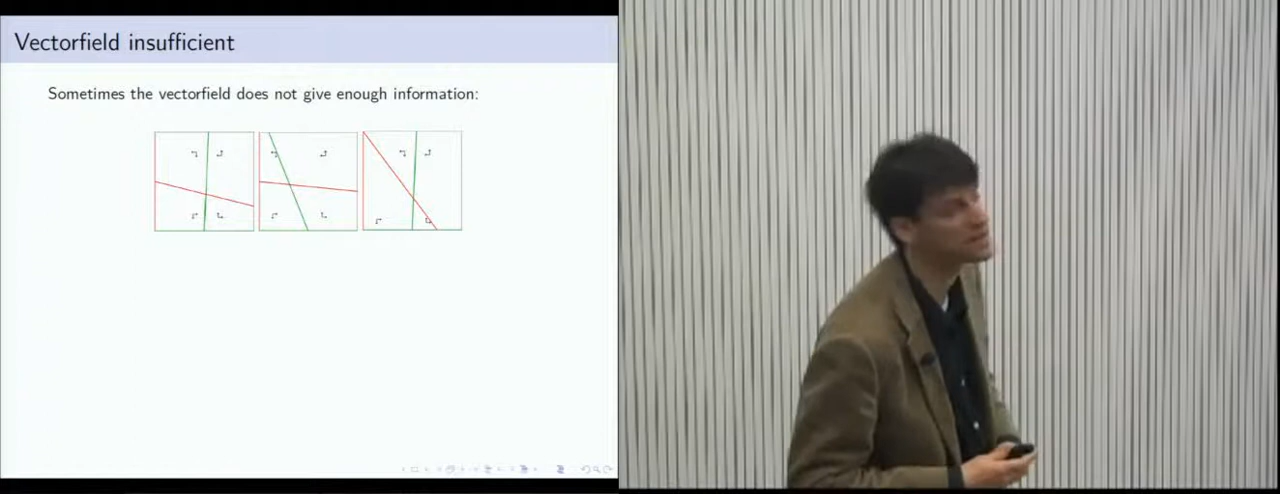 Vectorfield insufficient
Sometimes the vectorfield does not give enough information: